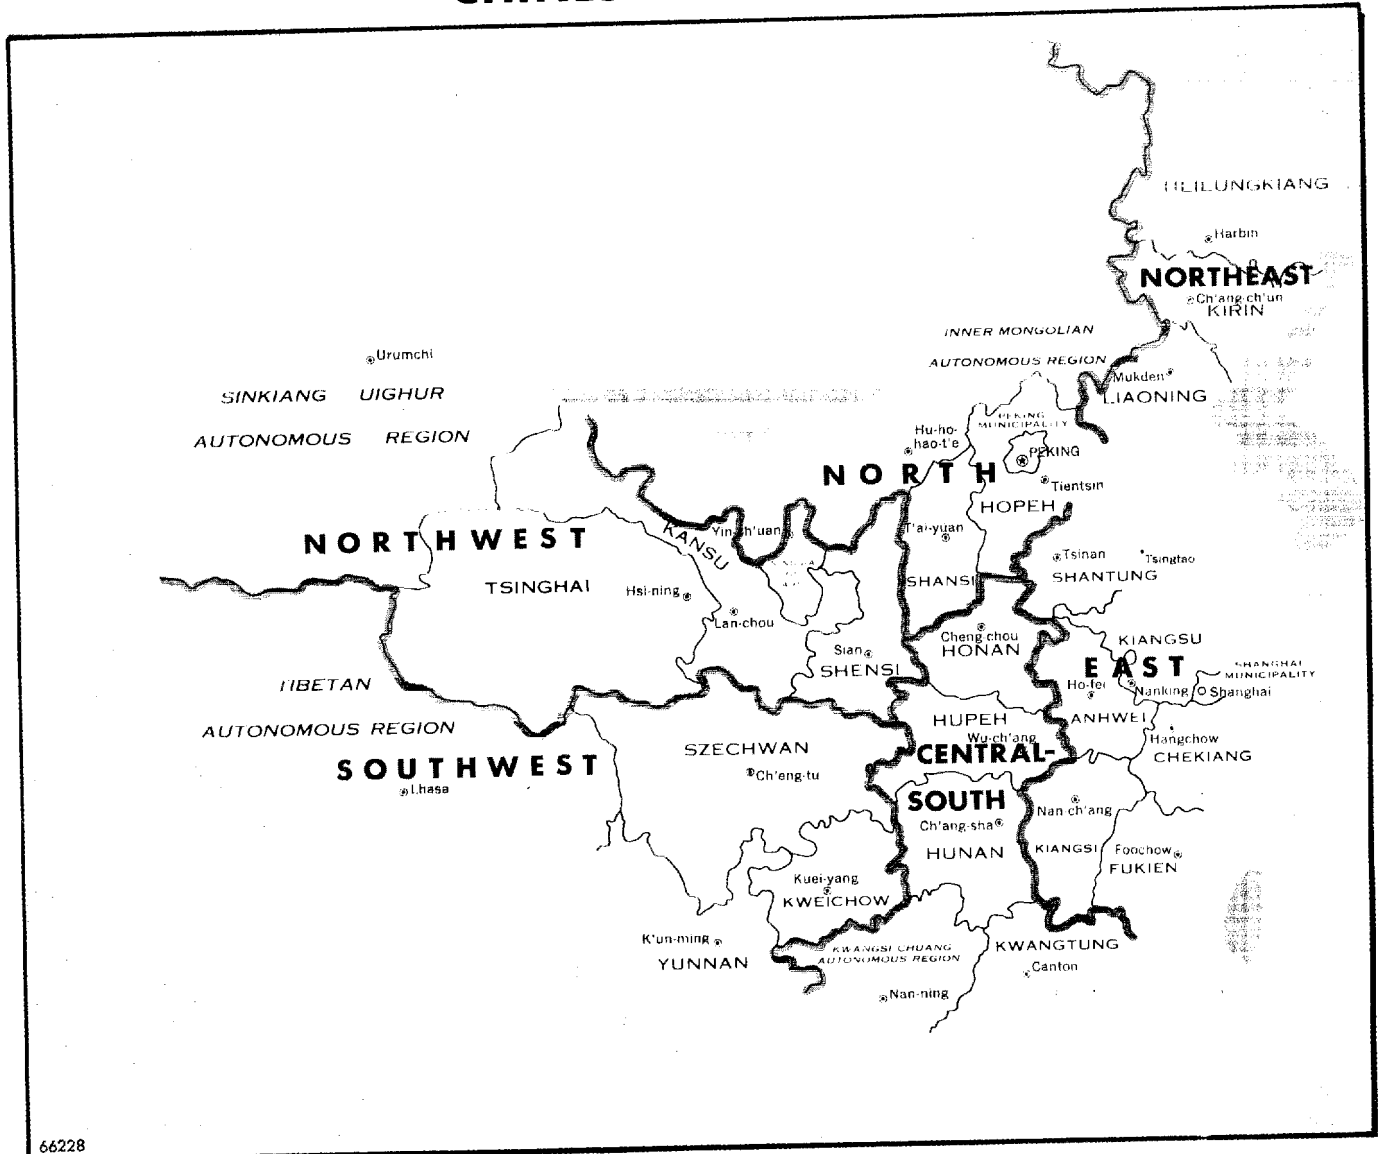 HEILUNGKIANG
Harbin
NORTHEAST
Ch'ang-ch'un
KIRIN
INNER MONGOLIAN
AUTONOMOUS REGION
Mukden
LIAONING
Urumchi
SINKIANG UIGHUR
AUTONOMOUS REGION
PEKING
MUNICIPALITY
Hu-ho-
hao-t'e
PEKING
NORTH
Tientsin
HOPEH
KANSU
T'ai-yuan
NORTHWEST
Tsinan
Tsingtao
SHANTUNG
SHANSI
TSINGHAI
Hsi-ning
Lan-chou
Cheng chou
HONAN
Sian
SHENSI
KIANGSU
EAST
SHANGHAI
MUNICIPALITY
Ho-fei
Nanking
Shanghai
TIBETAN
AUTONOMOUS REGION
HUPEH
Wu-ch'ang
ANHWEI
Hangchow
CHEKIANG
SZECHWAN
CENTRAL-
SOUTHWEST
Ch'eng-tu
Lhasa
SOUTH
Nan-ch'ang
Ch'ang-sha
HUNAN
KIANGSI
Foochow
FUKIEN
Kuei-yang
KWEICHOW
K'un-ming
YUNNAN
KWANGSI CHUANG
AUTONOMOUS REGION
KWANGTUNG
Canton
Nan-ning
66228